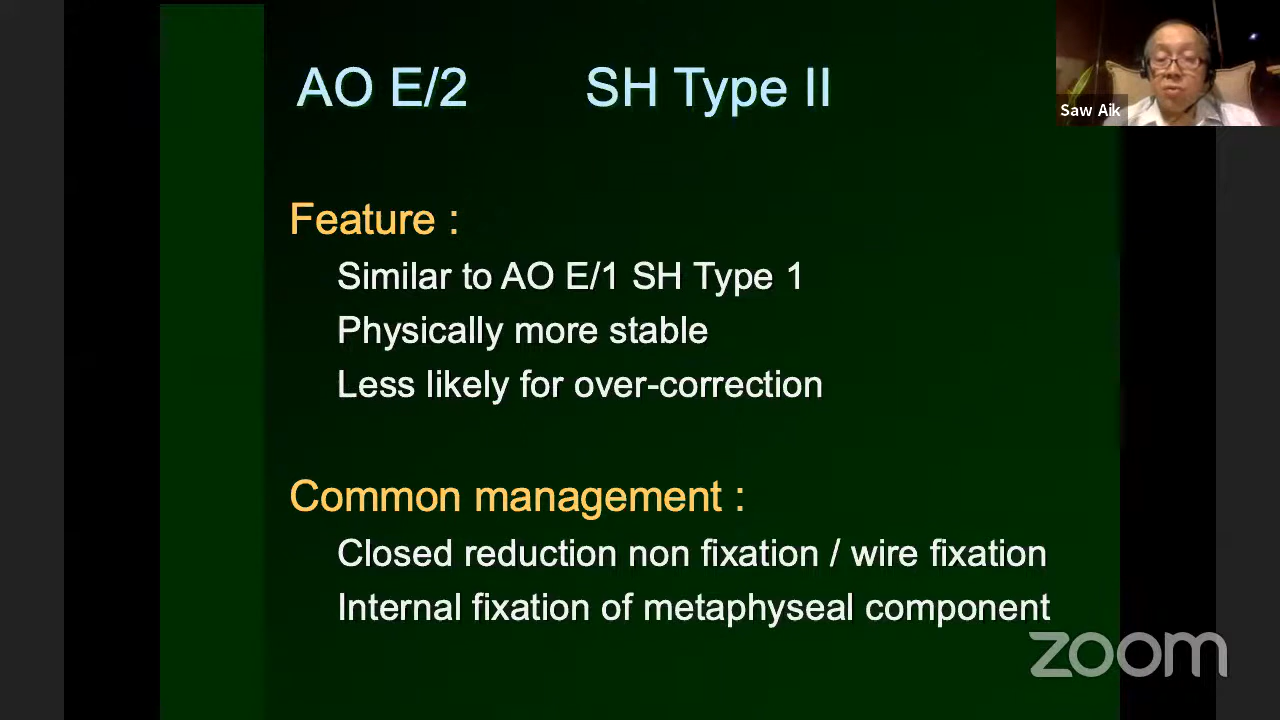 AO E/2 SH Type II
Saw Aik
Feature :
Similar to AO E/1 SH Type 1
Physically more stable
Less likely for over-correction
Common management :
Closed reduction non fixation / wire fixation
Internal fixation of metaphyseal component
zoom